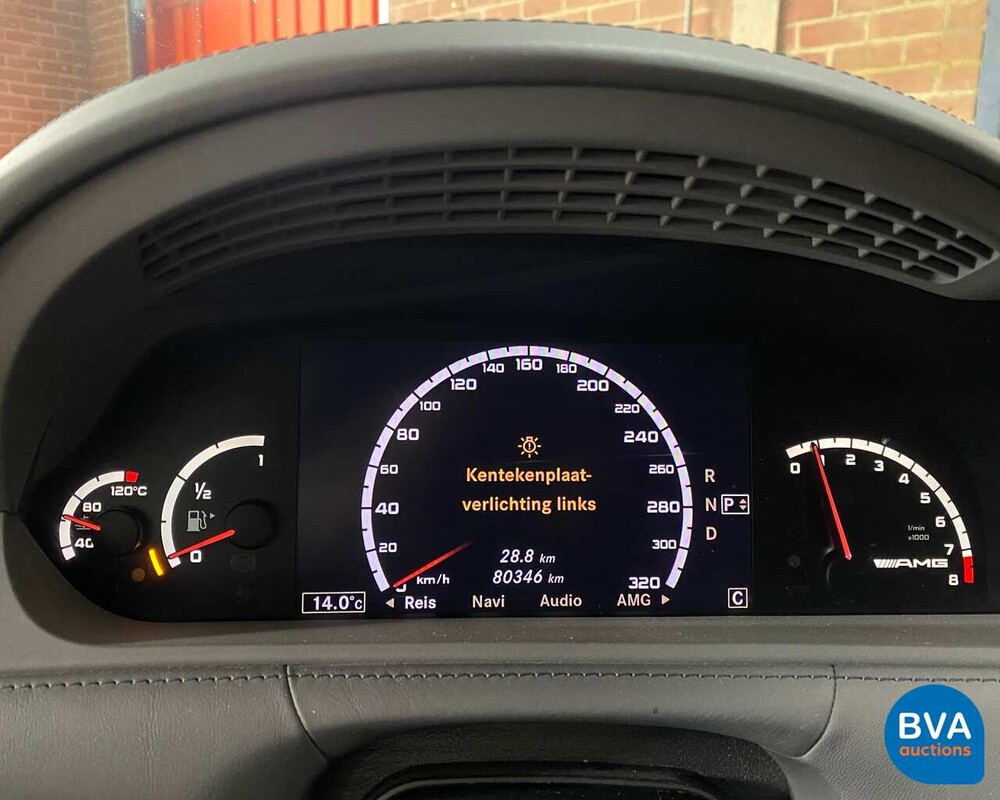 120°C
80
40
1
1/2
0
0
20
40
60
80
100
120
140
160
180
200
220
240
260
280
300
320
Kentekenplaat-
verlichting links
28.8 km
80346 km
km/h
Reis Navi Audio AMG
14.0°C
R
N P
D
C
0
1
2
3
4
5
6
7
8
1/min
x1000
AMG
BVA
auctions